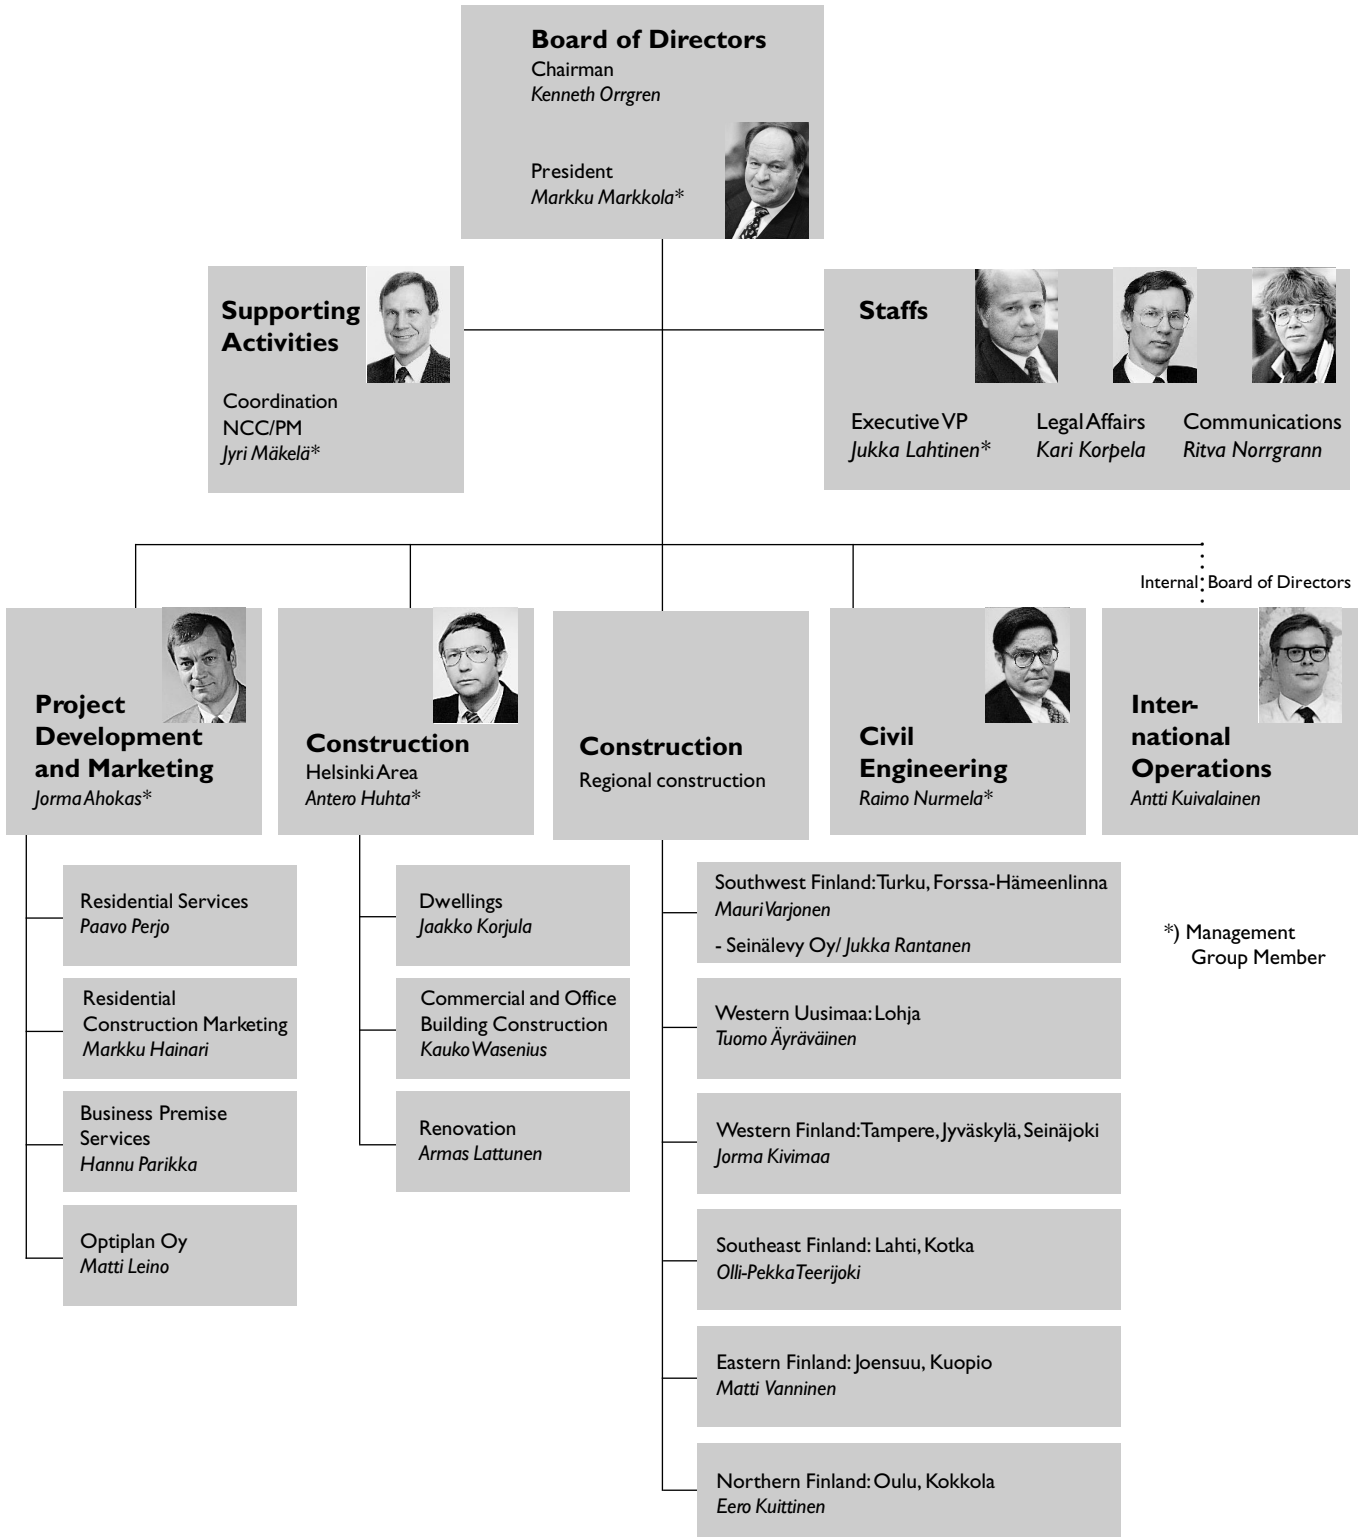 Board of Directors
Chairman
Kenneth Orrgren
President
Markku Markkola*
Supporting
Activities
Coordination
NCC/PM
Jyri Mäkelä*
Staffs
Executive VP
Jukka Lahtinen*
Legal Affairs
Kari Korpela
Communications
Ritva Norrgrann
Internal Board of Directors
Project
Development
and Marketing
Jorma Ahokas*
Construction
Helsinki Area
Antero Huhta*
Construction
Regional construction
Civil
Engineering
Raimo Nurmela*
Inter-
national
Operations
Antti Kuivalainen
Residential Services
Paavo Perjo
Residential
Construction Marketing
Markku Hainari
Business Premise
Services
Hannu Parikka
Optiplan Oy
Matti Leino
Dwellings
Jaakko Korjula
Commercial and Office
Building Construction
Kauko Wasenius
Renovation
Armas Lattunen
Southwest Finland: Turku, Forssa-Hämeenlinna
Mauri Varjonen
- Seinälevy Oy/ Jukka Rantanen
Western Uusimaa: Lohja
Tuomo Äyräväinen
Western Finland: Tampere, Jyväskylä, Seinäjoki
Jorma Kivimaa
Southeast Finland: Lahti, Kotka
Olli-Pekka Teerijoki
Eastern Finland: Joensuu, Kuopio
Matti Vanninen
Northern Finland: Oulu, Kokkola
Eero Kuittinen
*) Management
Group Member